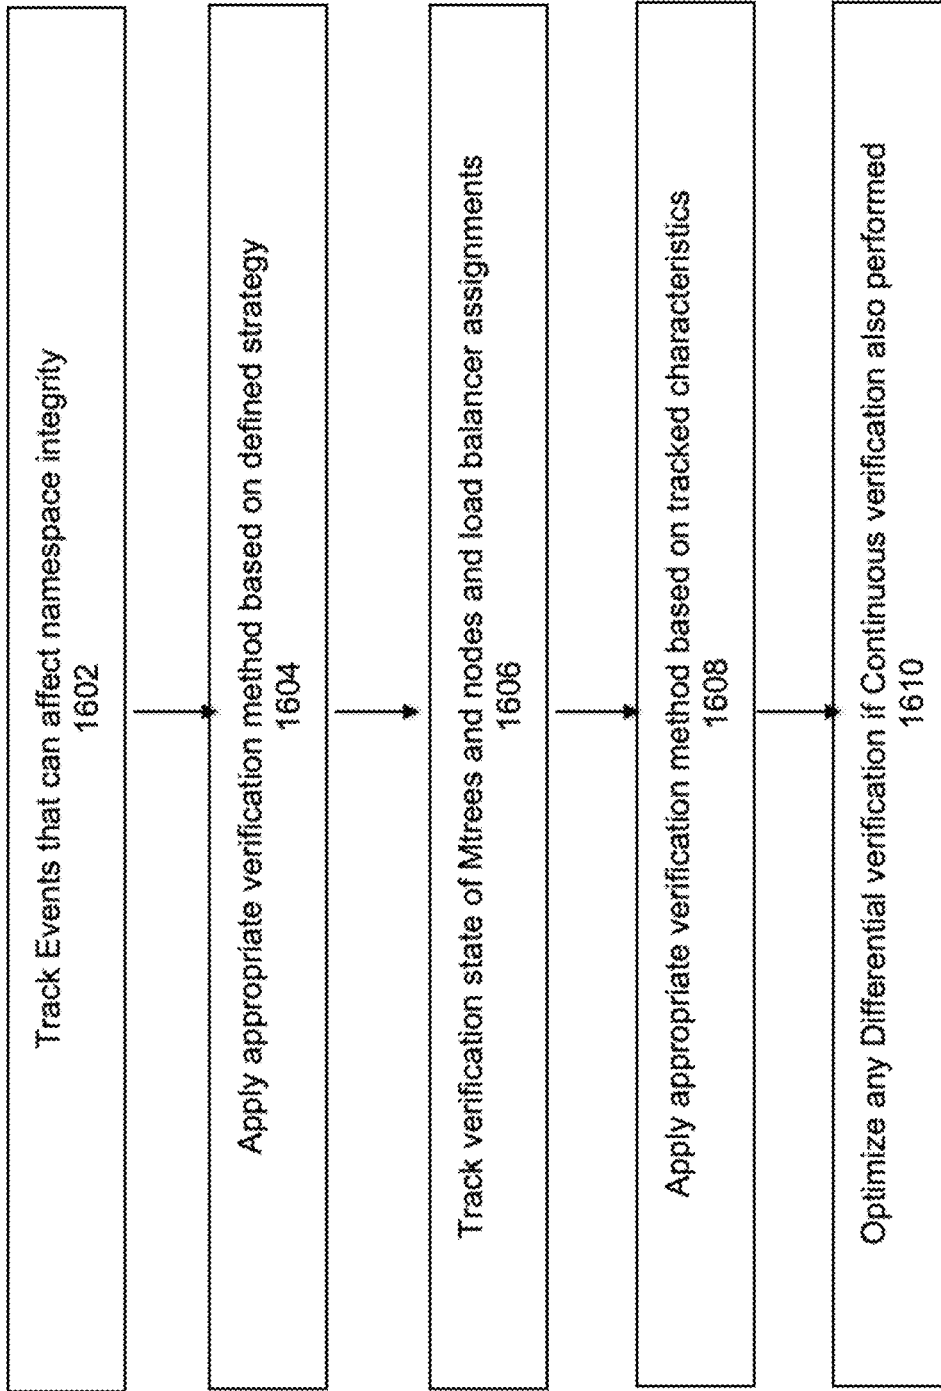 Track Events that can affect namespace integrity
1602
Apply appropriate verification method based on defined strategy
1604
Track verification state of Mtrees and nodes and load balancer assignments
1606
Apply appropriate verification method based on tracked characteristics
1608
Optimize any Differential verification if Continuous verification also performed
1610